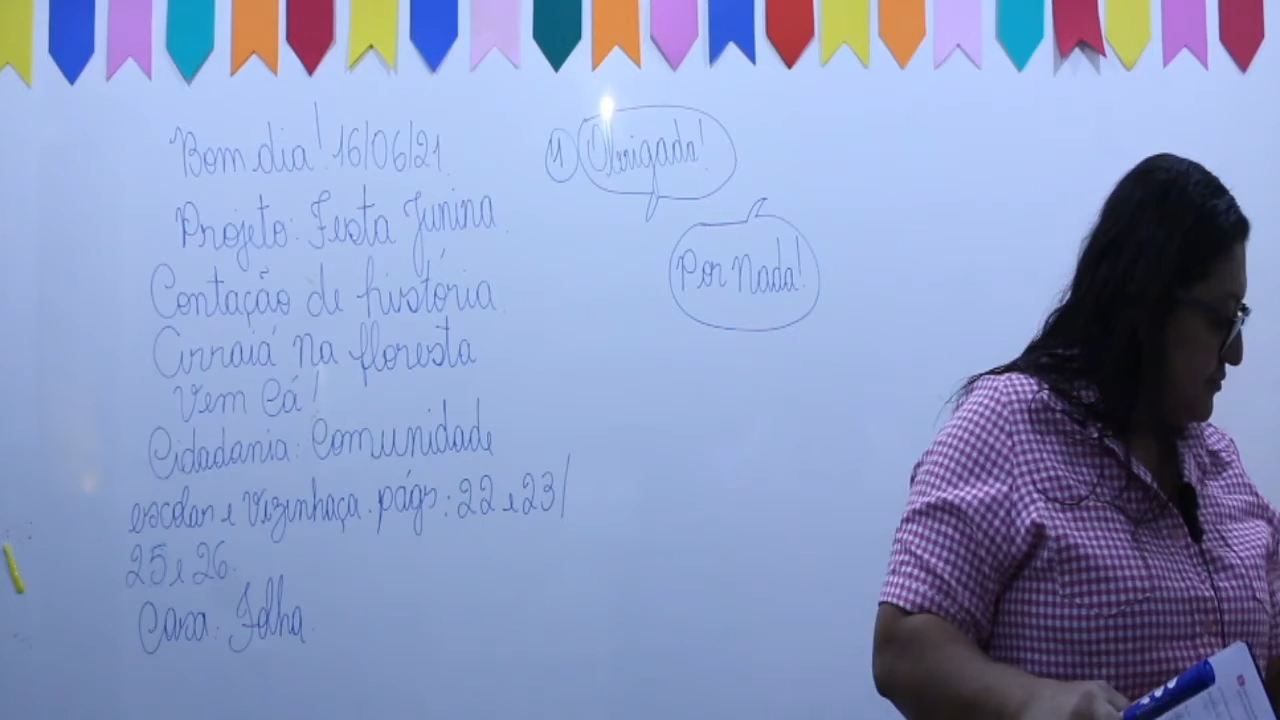 Bom dia! 16/06/21.
Projeto: Festa Junina.
Contação de história.
Arraiá na floresta
Vem Cá!
Cidadania: Comunidade
escolar e vizinhaça. págs: 22 e 23/
25 e 26.
Casa: Folha.
1 Obrigada!
Por Nada!